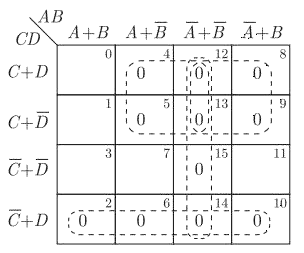 AB
CD
A+B A+B̅ A̅+B̅ A̅+B
C+D 0 4 0 12 0 8 0
C+D̅ 1 5 0 13 0 9 0
C̅+D̅ 3 7 15 0 11
C̅+D 2 0 6 0 14 0 10 0